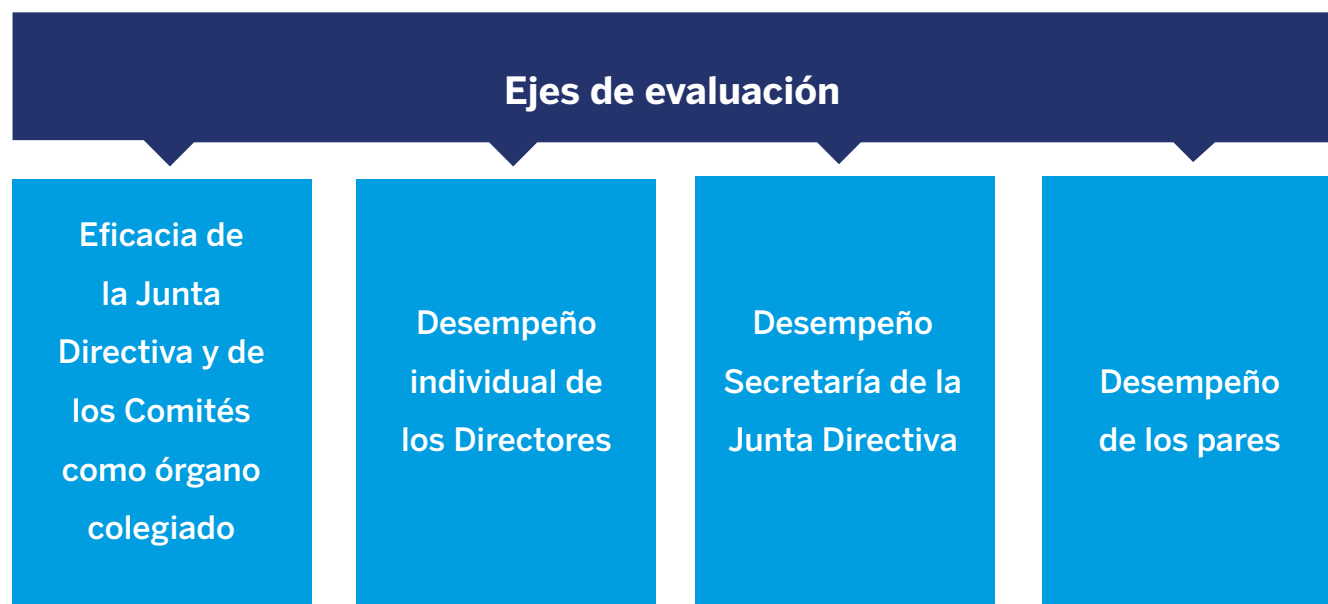 Ejes de evaluación
Eficacia de
la Junta
Directiva y de
los Comités
como órgano
colegiado
Desempeño
individual de
los Directores
Desempeño
Secretaría de la
Junta Directiva
Desempeño
de los pares